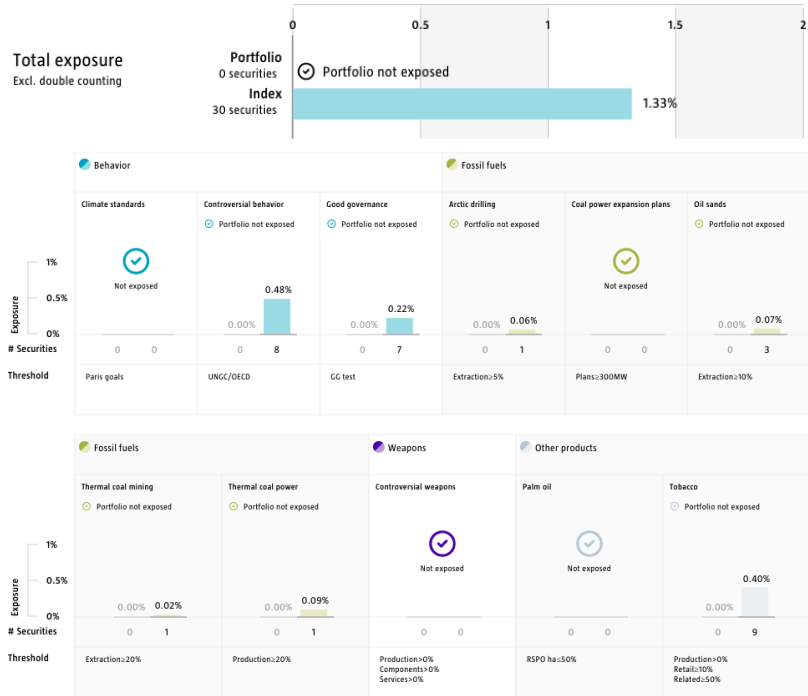 0 0.5 1 1.5 2
Total exposure
Excl. double counting
Portfolio
0 securities
Portfolio not exposed
Index
30 securities
1.33%
Behavior Fossil fuels
Climate standards Controversial behavior Good governance Arctic drilling Coal power expansion plans Oil sands
Portfolio not exposed Portfolio not exposed Portfolio not exposed Portfolio not exposed
Not exposed Not exposed
Exposure
1%
0.5%
0%
0.00% 0.48% 0.00% 0.22% 0.00% 0.06% 0.00% 0.07%
# Securities 0 0 0 8 0 7 0 1 0 0 0 3
Threshold Paris goals UNGC/OECD GG test Extraction≥5% Plans≥300MW Extraction≥10%
Fossil fuels Weapons Other products
Thermal coal mining Thermal coal power Controversial weapons Palm oil Tobacco
Portfolio not exposed Portfolio not exposed Portfolio not exposed
Not exposed Not exposed
Exposure
1%
0.5%
0%
0.00% 0.02% 0.00% 0.09% 0.00% 0.40%
# Securities 0 1 0 1 0 0 0 0 0 9
Threshold Extraction≥20% Production≥20% Production>0% RSPO ha≤50% Production>0%
Components>0% Retail≥10%
Services>0% Related≥50%